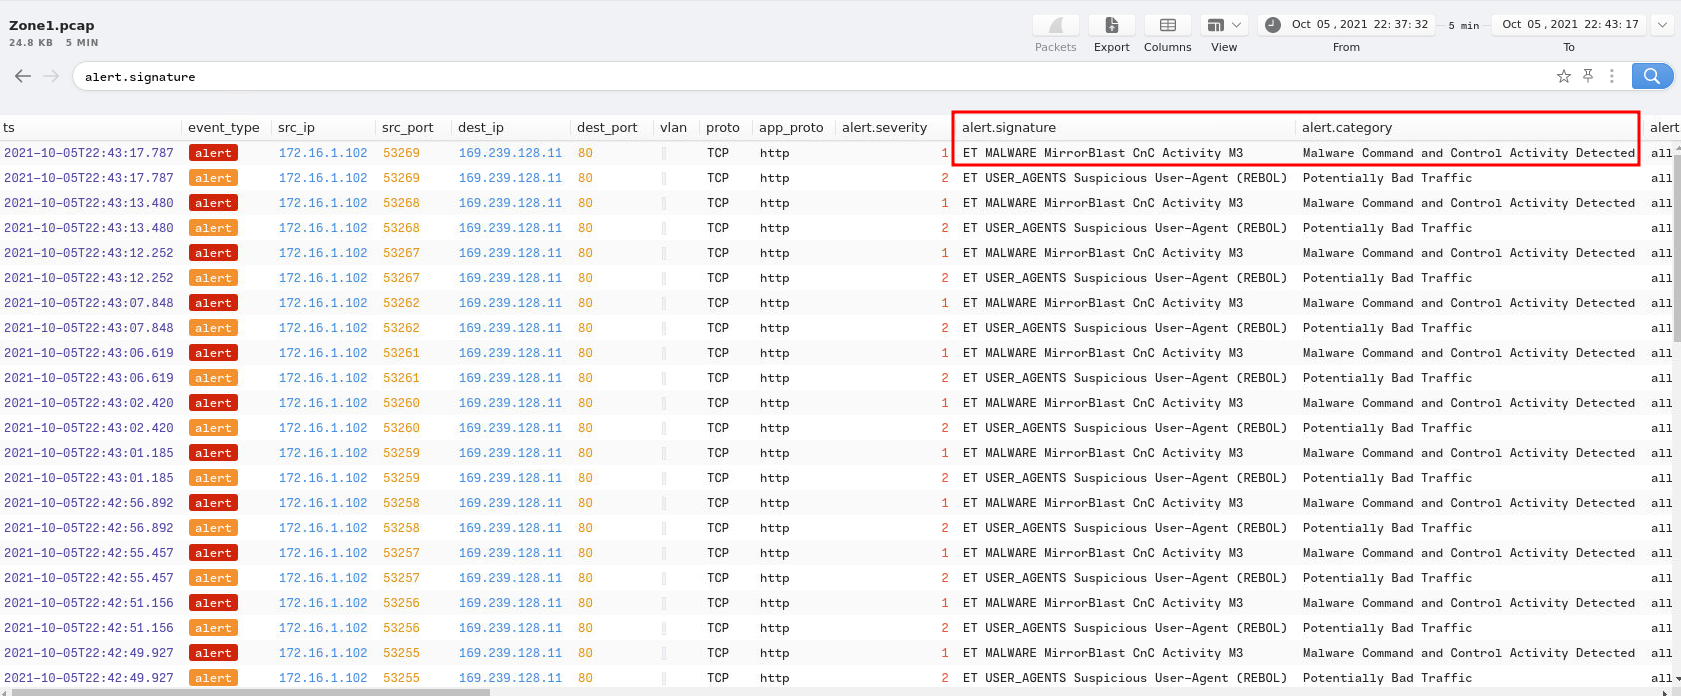 Zone1.pcap
24.8 KB 5 MIN
Packets Export Columns View
Oct 05 , 2021 22: 37: 32 5 min Oct 05 , 2021 22: 43: 17
From To
alert.signature
ts event_type src_ip src_port dest_ip dest_port vlan proto app_proto alert.severity alert.signature alert.category alert
2021-10-05T22:43:17.787 alert 172.16.1.102 53269 169.239.128.11 80 TCP http 1 ET MALWARE MirrorBlast CnC Activity M3 Malware Command and Control Activity Detected all
2021-10-05T22:43:17.787 alert 172.16.1.102 53269 169.239.128.11 80 TCP http 2 ET USER_AGENTS Suspicious User-Agent (REBOL) Potentially Bad Traffic all
2021-10-05T22:43:13.480 alert 172.16.1.102 53268 169.239.128.11 80 TCP http 1 ET MALWARE MirrorBlast CnC Activity M3 Malware Command and Control Activity Detected all
2021-10-05T22:43:13.480 alert 172.16.1.102 53268 169.239.128.11 80 TCP http 2 ET USER_AGENTS Suspicious User-Agent (REBOL) Potentially Bad Traffic all
2021-10-05T22:43:12.252 alert 172.16.1.102 53267 169.239.128.11 80 TCP http 1 ET MALWARE MirrorBlast CnC Activity M3 Malware Command and Control Activity Detected all
2021-10-05T22:43:12.252 alert 172.16.1.102 53267 169.239.128.11 80 TCP http 2 ET USER_AGENTS Suspicious User-Agent (REBOL) Potentially Bad Traffic all
2021-10-05T22:43:07.848 alert 172.16.1.102 53262 169.239.128.11 80 TCP http 1 ET MALWARE MirrorBlast CnC Activity M3 Malware Command and Control Activity Detected all
2021-10-05T22:43:07.848 alert 172.16.1.102 53262 169.239.128.11 80 TCP http 2 ET USER_AGENTS Suspicious User-Agent (REBOL) Potentially Bad Traffic all
2021-10-05T22:43:06.619 alert 172.16.1.102 53261 169.239.128.11 80 TCP http 1 ET MALWARE MirrorBlast CnC Activity M3 Malware Command and Control Activity Detected all
2021-10-05T22:43:06.619 alert 172.16.1.102 53261 169.239.128.11 80 TCP http 2 ET USER_AGENTS Suspicious User-Agent (REBOL) Potentially Bad Traffic all
2021-10-05T22:43:02.420 alert 172.16.1.102 53260 169.239.128.11 80 TCP http 1 ET MALWARE MirrorBlast CnC Activity M3 Malware Command and Control Activity Detected all
2021-10-05T22:43:02.420 alert 172.16.1.102 53260 169.239.128.11 80 TCP http 2 ET USER_AGENTS Suspicious User-Agent (REBOL) Potentially Bad Traffic all
2021-10-05T22:43:01.185 alert 172.16.1.102 53259 169.239.128.11 80 TCP http 1 ET MALWARE MirrorBlast CnC Activity M3 Malware Command and Control Activity Detected all
2021-10-05T22:43:01.185 alert 172.16.1.102 53259 169.239.128.11 80 TCP http 2 ET USER_AGENTS Suspicious User-Agent (REBOL) Potentially Bad Traffic all
2021-10-05T22:42:56.892 alert 172.16.1.102 53258 169.239.128.11 80 TCP http 1 ET MALWARE MirrorBlast CnC Activity M3 Malware Command and Control Activity Detected all
2021-10-05T22:42:56.892 alert 172.16.1.102 53258 169.239.128.11 80 TCP http 2 ET USER_AGENTS Suspicious User-Agent (REBOL) Potentially Bad Traffic all
2021-10-05T22:42:55.457 alert 172.16.1.102 53257 169.239.128.11 80 TCP http 1 ET MALWARE MirrorBlast CnC Activity M3 Malware Command and Control Activity Detected all
2021-10-05T22:42:55.457 alert 172.16.1.102 53257 169.239.128.11 80 TCP http 2 ET USER_AGENTS Suspicious User-Agent (REBOL) Potentially Bad Traffic all
2021-10-05T22:42:51.156 alert 172.16.1.102 53256 169.239.128.11 80 TCP http 1 ET MALWARE MirrorBlast CnC Activity M3 Malware Command and Control Activity Detected all
2021-10-05T22:42:51.156 alert 172.16.1.102 53256 169.239.128.11 80 TCP http 2 ET USER_AGENTS Suspicious User-Agent (REBOL) Potentially Bad Traffic all
2021-10-05T22:42:49.927 alert 172.16.1.102 53255 169.239.128.11 80 TCP http 1 ET MALWARE MirrorBlast CnC Activity M3 Malware Command and Control Activity Detected all
2021-10-05T22:42:49.927 alert 172.16.1.102 53255 169.239.128.11 80 TCP http 2 ET USER_AGENTS Suspicious User-Agent (REBOL) Potentially Bad Traffic all